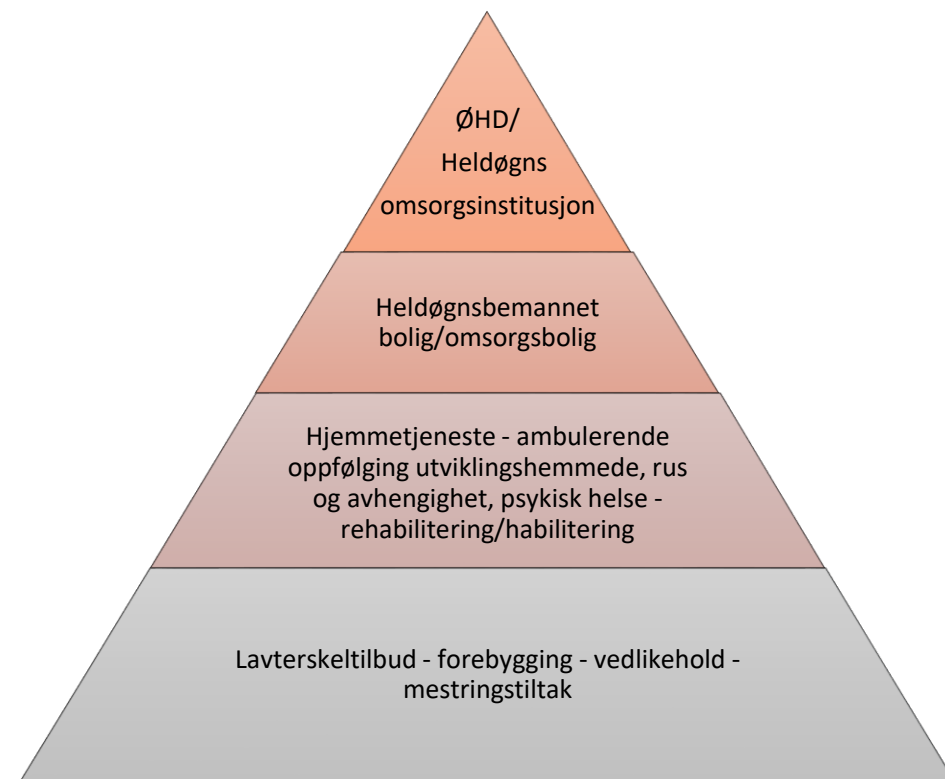 ØHD/
Heldøgns
omsorgsinstitusjon
Heldøgnsbemannet
bolig/omsorgsbolig
Hjemmetjeneste - ambulerende
oppfølging utviklingshemmede, rus
og avhengighet, psykisk helse -
rehabilitering/habilitering
Lavterskeltilbud - forebygging - vedlikehold -
mestringstiltak